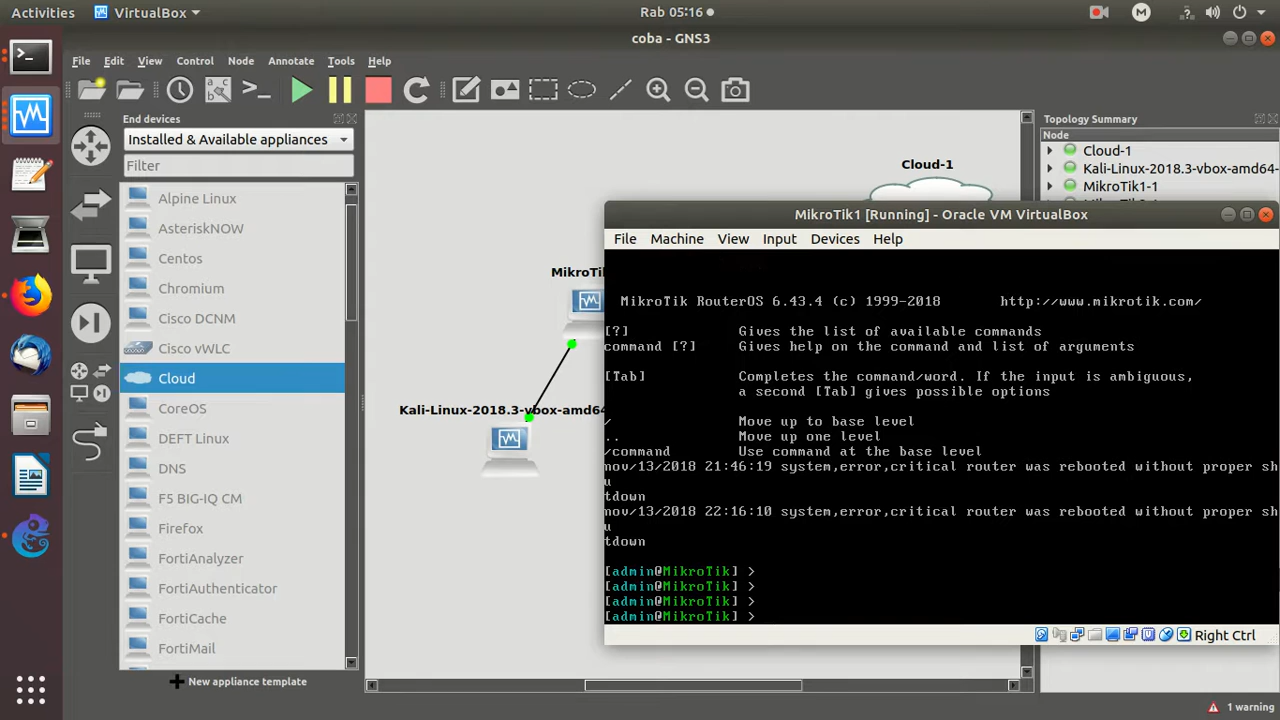 Activities
VirtualBox
Rab 05:16
M
coba - GNS3
File Edit View Control Node Annotate Tools Help
End devices
Installed & Available appliances
Filter
Alpine Linux
AsteriskNOW
Centos
Chromium
Cisco DCNM
Cisco vWLC
Cloud
CoreOS
DEFT Linux
DNS
F5 BIG-IQ CM
Firefox
FortiAnalyzer
FortiAuthenticator
FortiCache
FortiMail
New appliance template
Cloud-1
MikroTik
Kali-Linux-2018.3-vbox-amd64
Topology Summary
Node
Cloud-1
Kali-Linux-2018.3-vbox-amd64-
MikroTik1-1
MikroTik1 [Running] - Oracle VM VirtualBox
File Machine View Input Devices Help
MikroTik RouterOS 6.43.4 (c) 1999-2018 http://www.mikrotik.com/
[?] Gives the list of available commands
command [?] Gives help on the command and list of arguments
[Tab] Completes the command/word. If the input is ambiguous,
a second [Tab] gives possible options
/ Move up to base level
.. Move up one level
/command Use command at the base level
nov/13/2018 21:46:19 system,error,critical router was rebooted without proper sh
u
tdown
nov/13/2018 22:16:10 system,error,critical router was rebooted without proper sh
u
tdown
[admin@MikroTik] >
[admin@MikroTik] >
[admin@MikroTik] >
[admin@MikroTik] >
Right Ctrl
1 warning